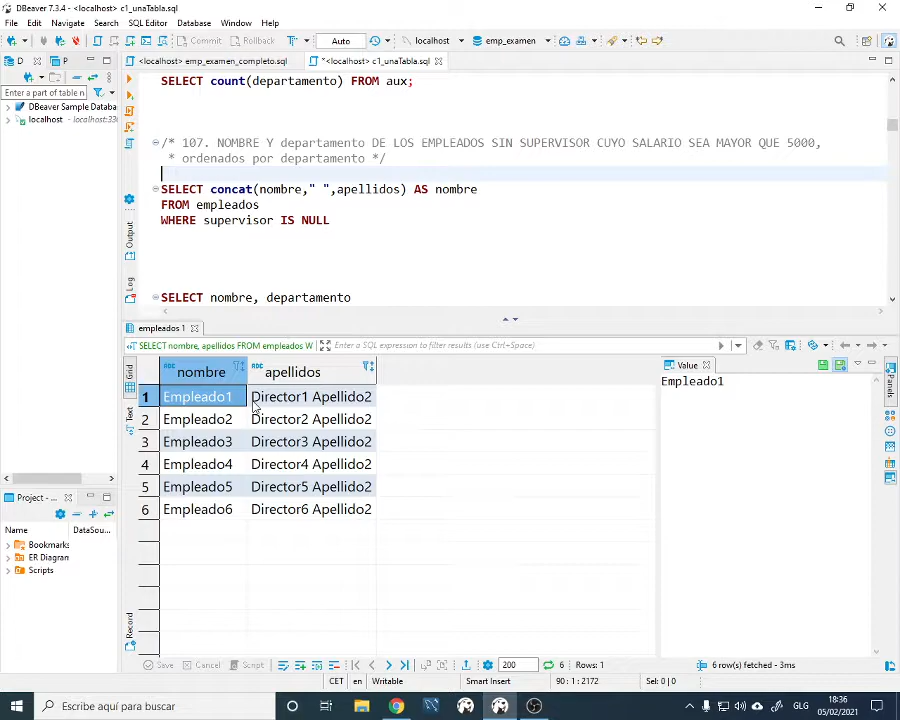 DBeaver 7.3.4 - <localhost> c1_unaTabla.sql
File Edit Navigate Search SQL Editor Database Window Help
Commit Rollback Auto localhost emp_examen
D P <localhost> emp_examen_completo.sql *<localhost> c1_unaTabla.sql
SELECT count(departamento) FROM aux;
Enter a part of table n
DBeaver Sample Databa
localhost
/* 107. NOMBRE Y departamento DE LOS EMPLEADOS SIN SUPERVISOR CUYO SALARIO SEA MAYOR QUE 5000,
* ordenados por departamento */
SELECT concat(nombre," ",apellidos) AS nombre
FROM empleados
WHERE supervisor IS NULL
SELECT nombre, departamento
Output
Log
empleados 1
SELECT nombre, apellidos FROM empleados W Enter a SQL expression to filter results (use Ctrl+Space)
Grid
Text
Record
nombre apellidos
1 Empleado1 Director1 Apellido2
2 Empleado2 Director2 Apellido2
3 Empleado3 Director3 Apellido2
4 Empleado4 Director4 Apellido2
5 Empleado5 Director5 Apellido2
6 Empleado6 Director6 Apellido2
Value
Empleado1
Panels
Project -
Name DataSou
Bookmarks
ER Diagram
Scripts
Save Cancel Script 200 6 Rows: 1 6 row(s) fetched - 3ms
CET en Writable Smart Insert 90 : 1 : 2172 Sel: 0 | 0
Escribe aquí para buscar
GLG
18:36
05/02/2021